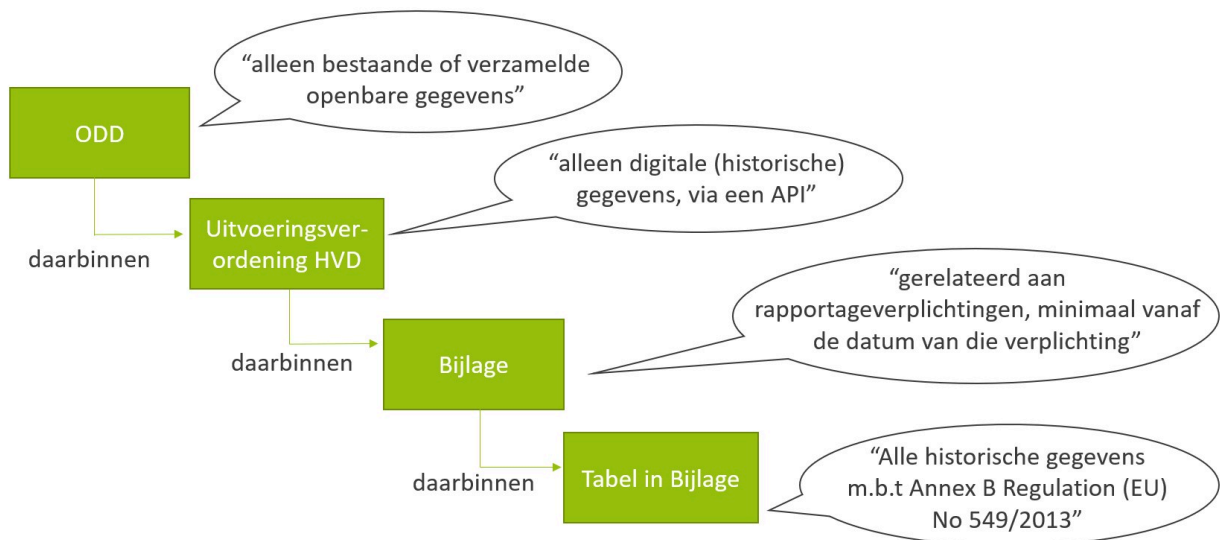 “alleen bestaande of verzamelde
openbare gegevens”
ODD
“alleen digitale (historische)
gegevens, via een API”
daarbinnen
Uitvoeringsver-
ordening HVD
“gerelateerd aan
rapportageverplichtingen, minimaal vanaf
de datum van die verplichting”
daarbinnen
Bijlage
“Alle historische gegevens
m.b.t Annex B Regulation (EU)
No 549/2013”
daarbinnen
Tabel in Bijlage